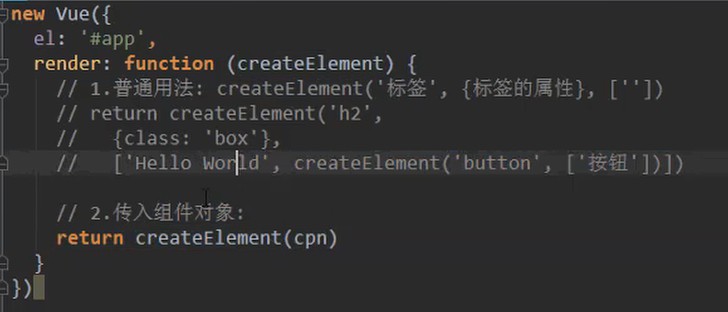 new Vue({
  el: '#app',
  render: function (createElement) {
    // 1.普通用法: createElement('标签', {标签的属性}, [''])
    // return createElement('h2',
    //   {class: 'box'},
    //   ['Hello World', createElement('button', ['按钮'])])
    // 2.传入组件对象:
    return createElement(cpn)
  }
})